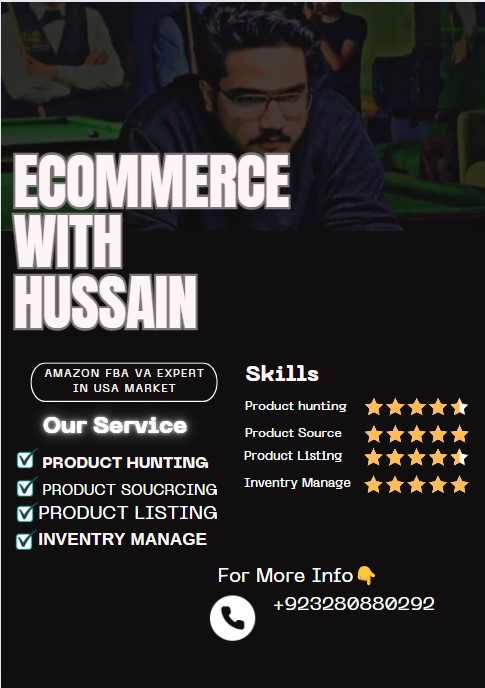 ECOMMERCE
WITH
HUSSAIN
AMAZON FBA VA EXPERT
IN USA MARKET
Our Service
PRODUCT HUNTING
PRODUCT SOUCRCING
PRODUCT LISTING
INVENTRY MANAGE
Skills
Product hunting
Product Source
Product Listing
Inventry Manage
For More Info👇
+923280880292